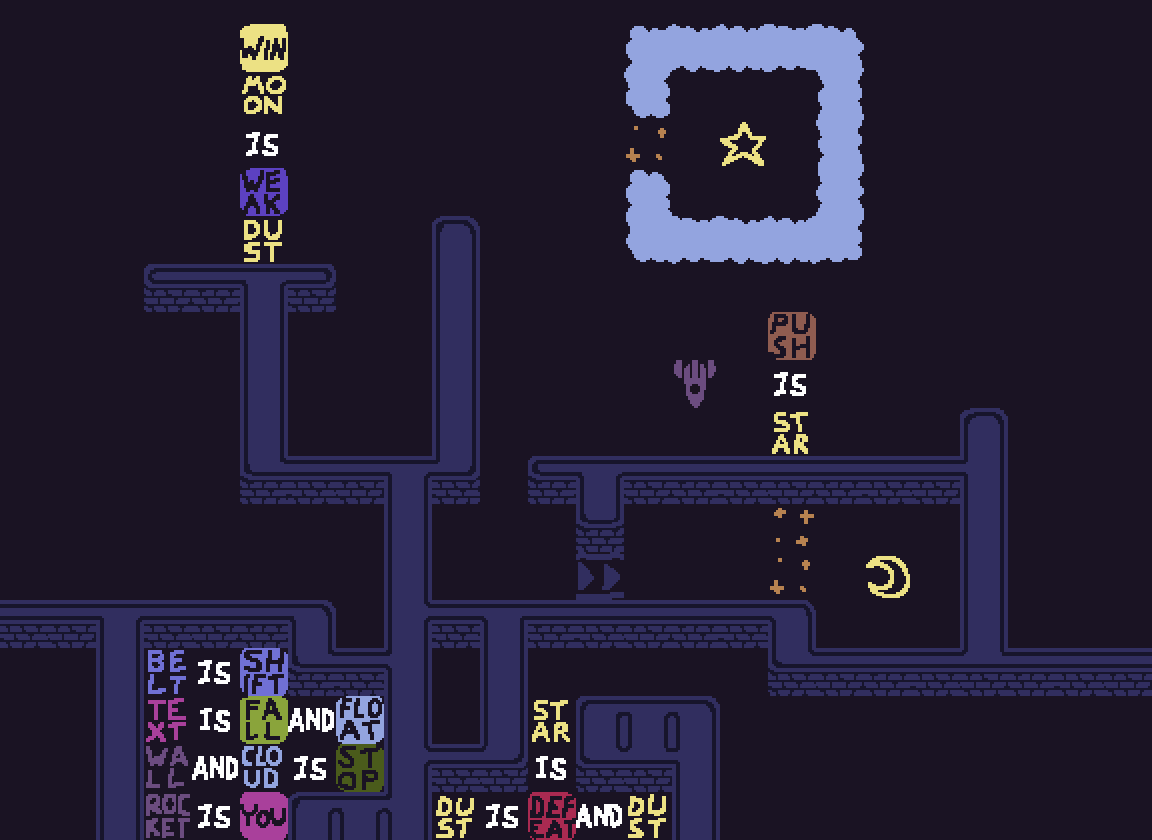 WIN
MOON
IS
WEAK
DUST
PUSH
IS
STAR
BELT IS SHIFT
TEXT IS FALL AND FLOAT
WALL AND CLOUD IS STOP
ROCKET IS YOU
STAR
IS
DUST IS DEFEAT AND DUST